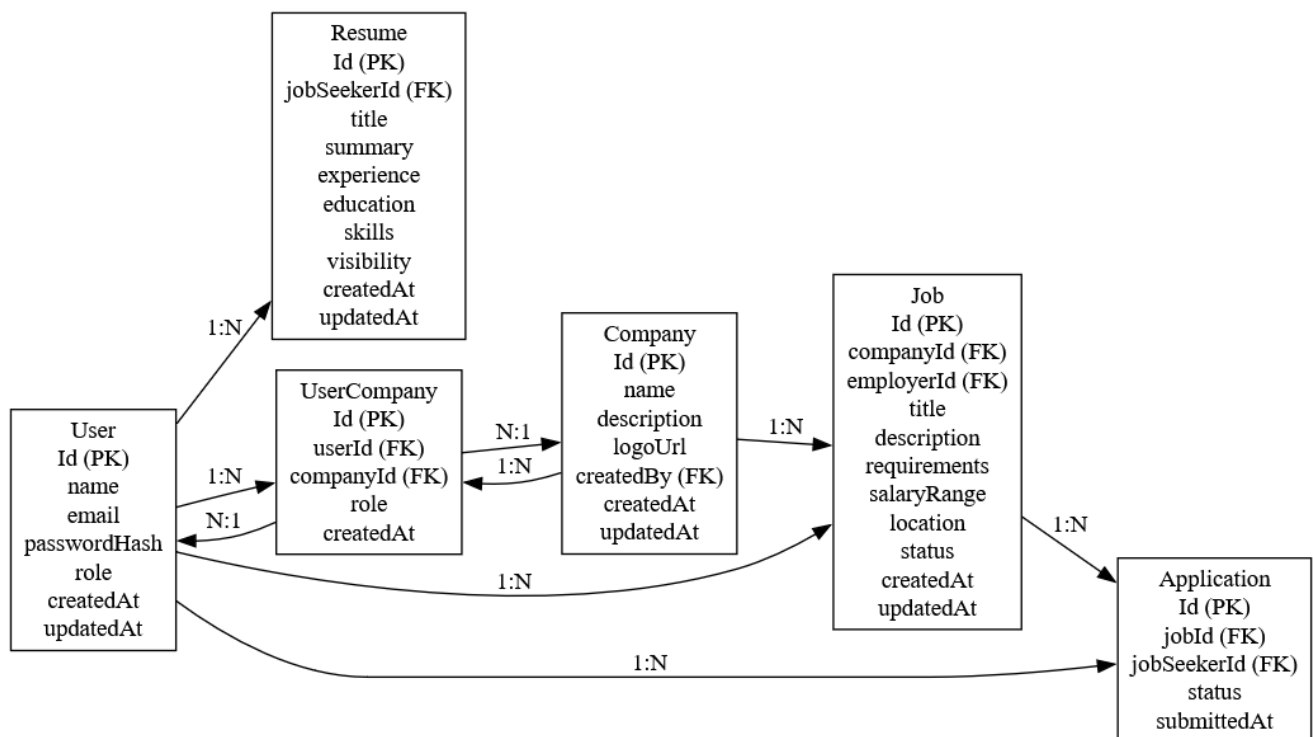 Resume
Id (PK)
jobSeekerId (FK)
title
summary
experience
education
skills
visibility
createdAt
updatedAt
1:N
User
Id (PK)
name
email
passwordHash
role
createdAt
updatedAt
1:N
N:1
UserCompany
Id (PK)
userId (FK)
companyId (FK)
role
createdAt
N:1
1:N
Company
Id (PK)
name
description
logoUrl
createdBy (FK)
createdAt
updatedAt
1:N
Job
Id (PK)
companyId (FK)
employerId (FK)
title
description
requirements
salaryRange
location
status
createdAt
updatedAt
1:N
1:N
1:N
Application
Id (PK)
jobId (FK)
jobSeekerId (FK)
status
submittedAt